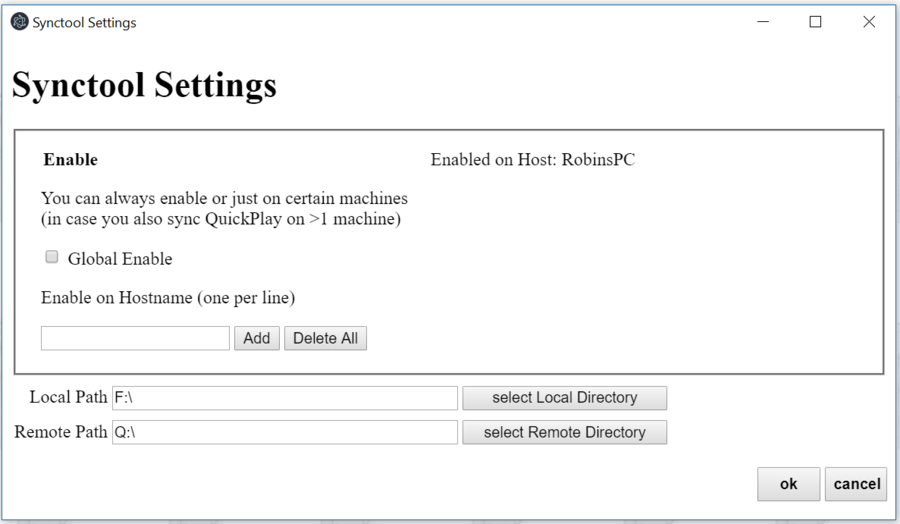 Synctool Settings
Synctool Settings
Enable
Enabled on Host: RobinsPC
You can always enable or just on certain machines
(in case you also sync QuickPlay on >1 machine)
Global Enable
Enable on Hostname (one per line)
Add Delete All
Local Path F:\ select Local Directory
Remote Path Q:\ select Remote Directory
ok cancel